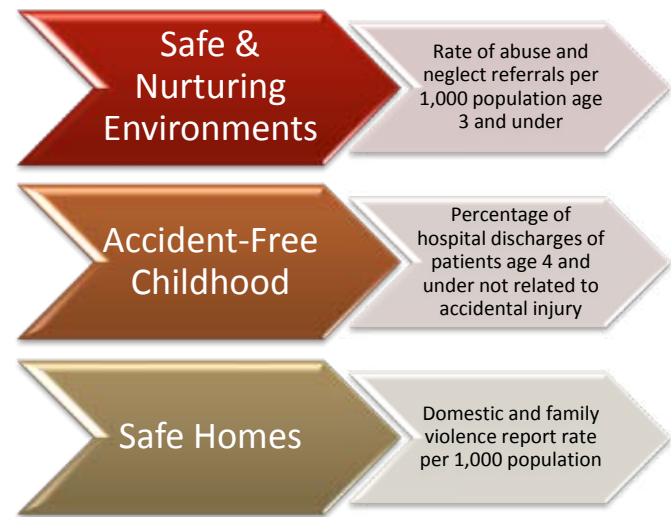 Safe &
Nurturing
Environments
Rate of abuse and
neglect referrals per
1,000 population age
3 and under
Accident-Free
Childhood
Percentage of
hospital discharges of
patients age 4 and
under not related to
accidental injury
Safe Homes
Domestic and family
violence report rate
per 1,000 population